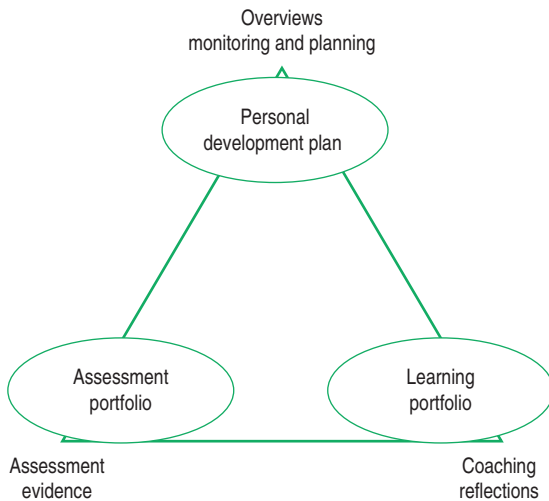 Overviews
monitoring and planning
Personal
development plan
Assessment
portfolio
Learning
portfolio
Assessment
evidence
Coaching
reflections